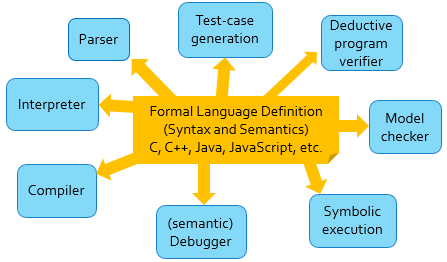 Parser
Test-case
generation
Deductive
program
verifier
Interpreter
Formal Language Definition
(Syntax and Semantics)
C, C++, Java, JavaScript, etc.
Model
checker
Compiler
(semantic)
Debugger
Symbolic
execution